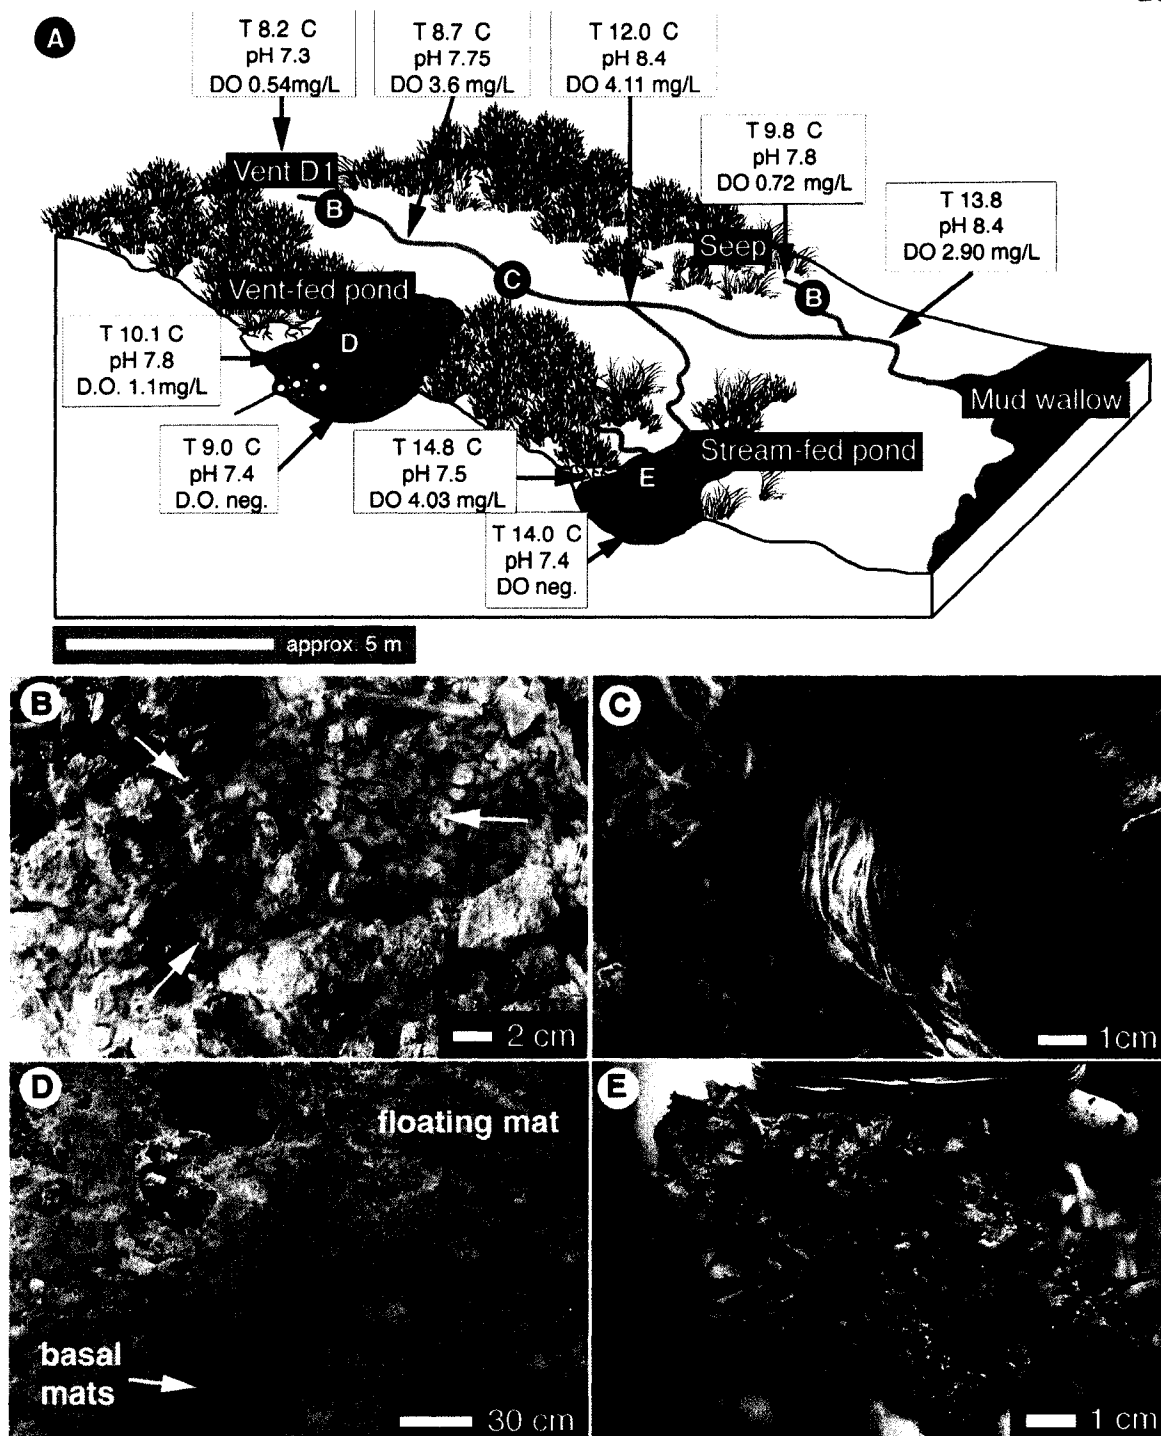 A
T 8.2 C
pH 7.3
DO 0.54mg/L
T 8.7 C
pH 7.75
DO 3.6 mg/L
T 12.0 C
pH 8.4
DO 4.11 mg/L
T 9.8 C
pH 7.8
DO 0.72 mg/L
T 13.8
pH 8.4
DO 2.90 mg/L
Vent D1
B
Seep
B
C
Vent-fed pond
D
T 10.1 C
pH 7.8
D.O. 1.1mg/L
Mud wallow
T 9.0 C
pH 7.4
D.O. neg.
T 14.8 C
pH 7.5
DO 4.03 mg/L
Stream-fed pond
E
T 14.0 C
pH 7.4
DO neg.
approx. 5 m
B
2 cm
C
1cm
D
floating mat
basal
mats
30 cm
E
1 cm